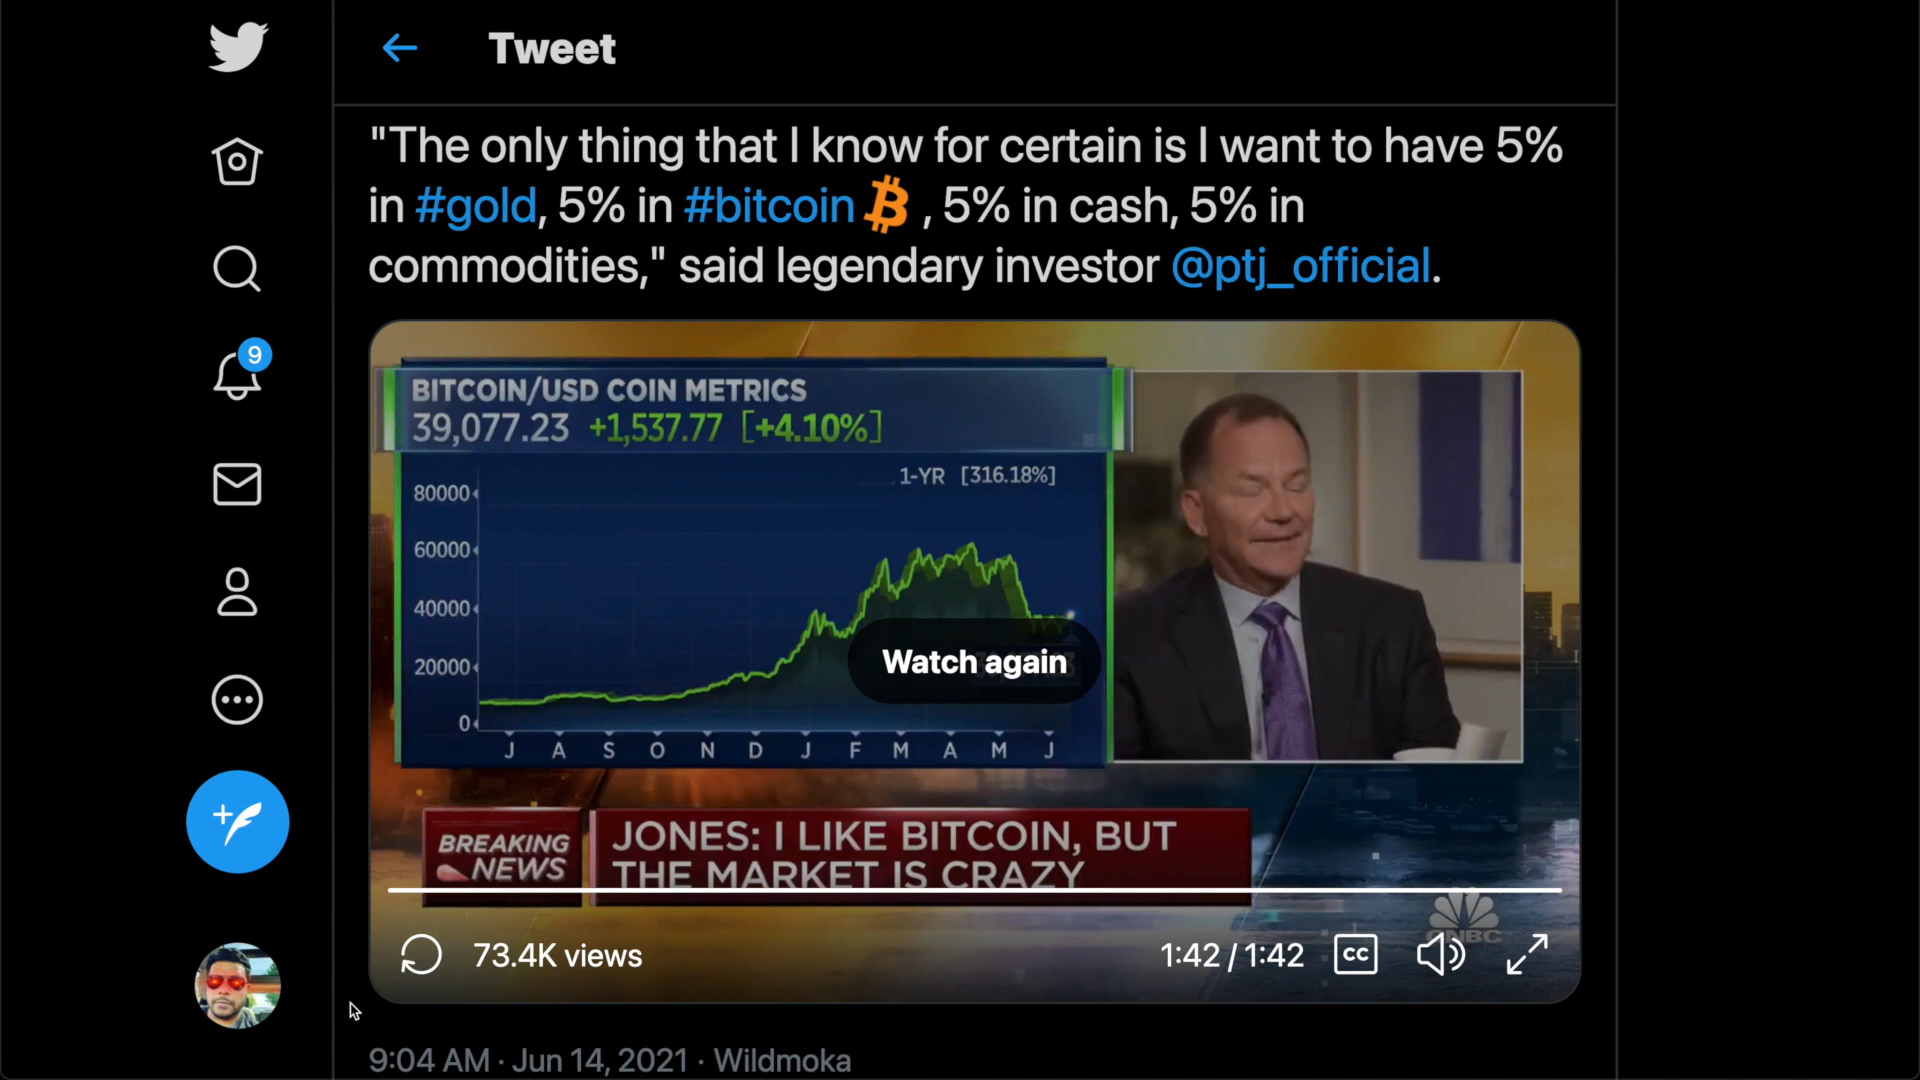 Tweet
"The only thing that I know for certain is I want to have 5%
in #gold, 5% in #bitcoin , 5% in cash, 5% in
commodities," said legendary investor @ptj_official.
9
BITCOIN/USD COIN METRICS
39,077.23 +1,537.77 [+4.10%]
1-YR [316.18%]
80000
60000
40000
20000
0
J A S O N D J F M A M J
Watch again
BREAKING NEWS
JONES: I LIKE BITCOIN, BUT
THE MARKET IS CRAZY
CNBC
73.4K views
1:42 / 1:42
CC
9:04 AM · Jun 14, 2021 · Wildmoka